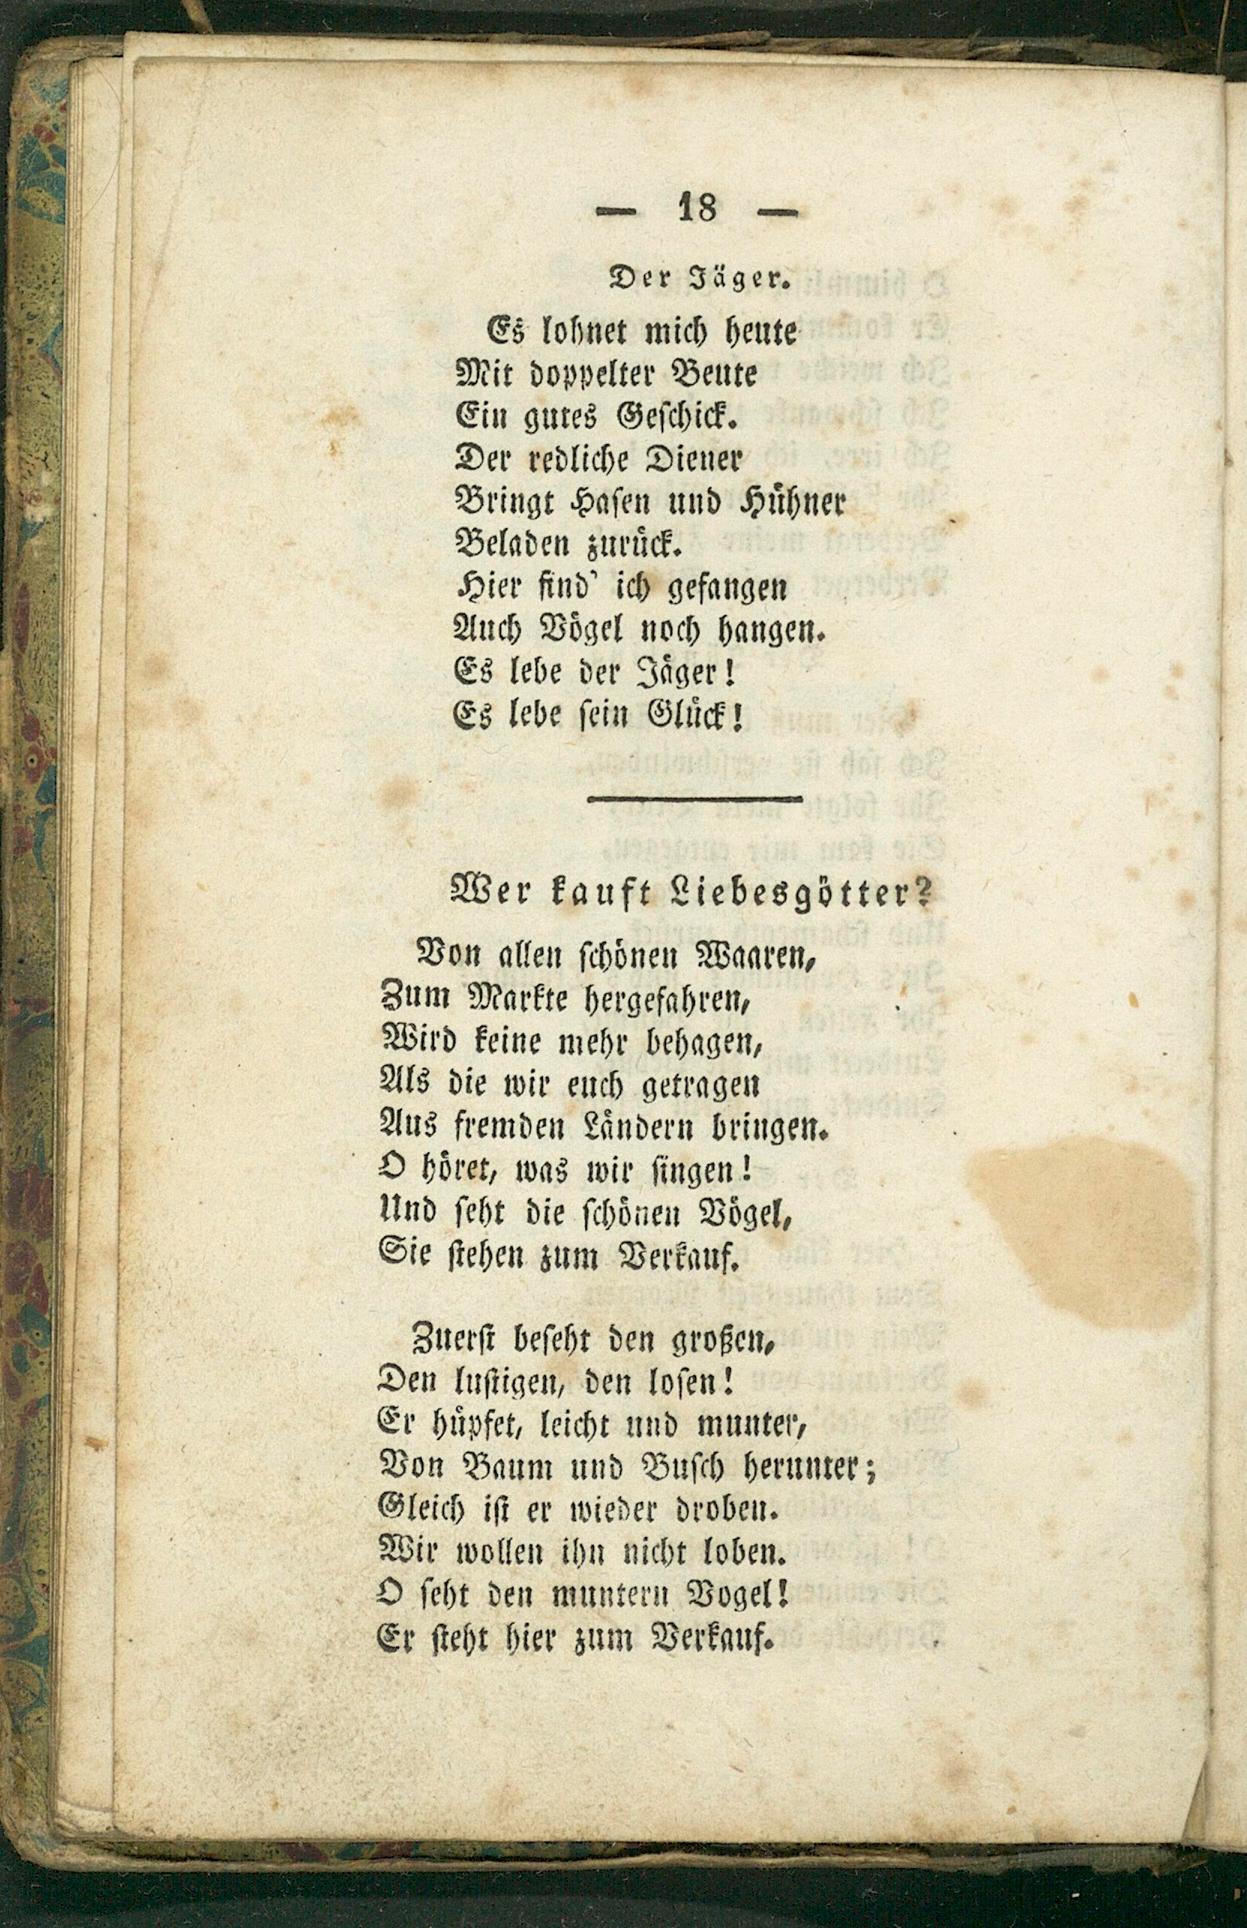 — 18 —
Der Jäger.
Es lohnet mich heute
Mit doppelter Beute
Ein gutes Geſchick.
Der redliche Diener
Bringt Haſen und Hühner
Beladen zurück.
Hier find' ich gefangen
Auch Vögel noch hangen.
Es lebe der Jäger!
Es lebe ſein Glück!
Wer kauft Liebesgötter?
Von allen ſchönen Waaren,
Zum Markte hergefahren,
Wird keine mehr behagen,
Als die wir euch getragen
Aus fremden Ländern bringen.
O höret, was wir ſingen!
Und ſeht die ſchönen Vögel,
Sie ſtehen zum Verkauf.
Zuerſt beſeht den großen,
Den luſtigen, den loſen!
Er hüpfet, leicht und munter,
Von Baum und Buſch herunter;
Gleich iſt er wieder droben.
Wir wollen ihn nicht loben.
O ſeht den muntern Vogel!
Er ſteht hier zum Verkauf.